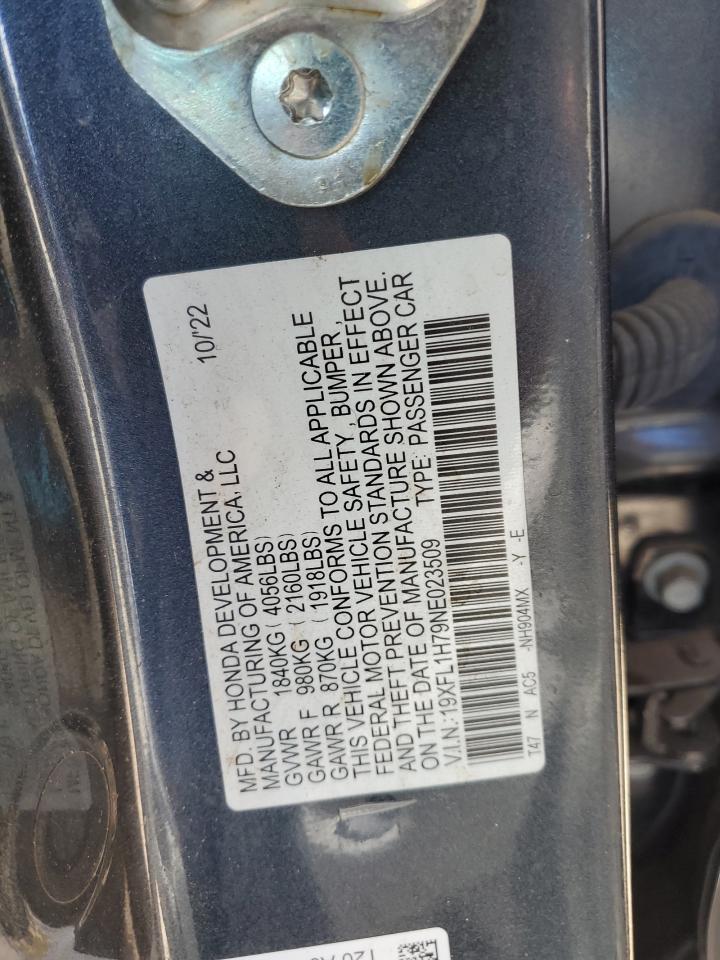 MFD. BY HONDA DEVELOPMENT & 10/'22
MANUFACTURING OF AMERICA, LLC
GVWR 1840KG ( 4056LBS)
GAWR F 980KG ( 2160LBS)
GAWR R 870KG ( 1918LBS)
THIS VEHICLE CONFORMS TO ALL APPLICABLE
FEDERAL MOTOR VEHICLE SAFETY, BUMPER,
AND THEFT PREVENTION STANDARDS IN EFFECT
ON THE DATE OF MANUFACTURE SHOWN ABOVE.
V.I.N.:19XFL1H79NE023509 TYPE: PASSENGER CAR
T47 N AC5 -NH904MX -Y -E